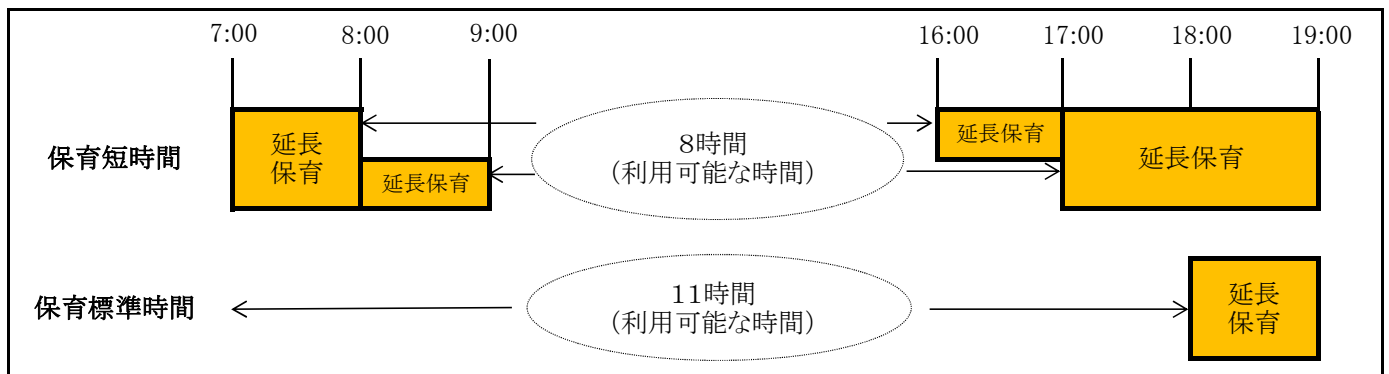 7:00 8:00 9:00 16:00 17:00 18:00 19:00
保育短時間
延長
保育
延長保育
8時間
（利用可能な時間）
延長保育
延長保育
保育標準時間
11時間
（利用可能な時間）
延長
保育